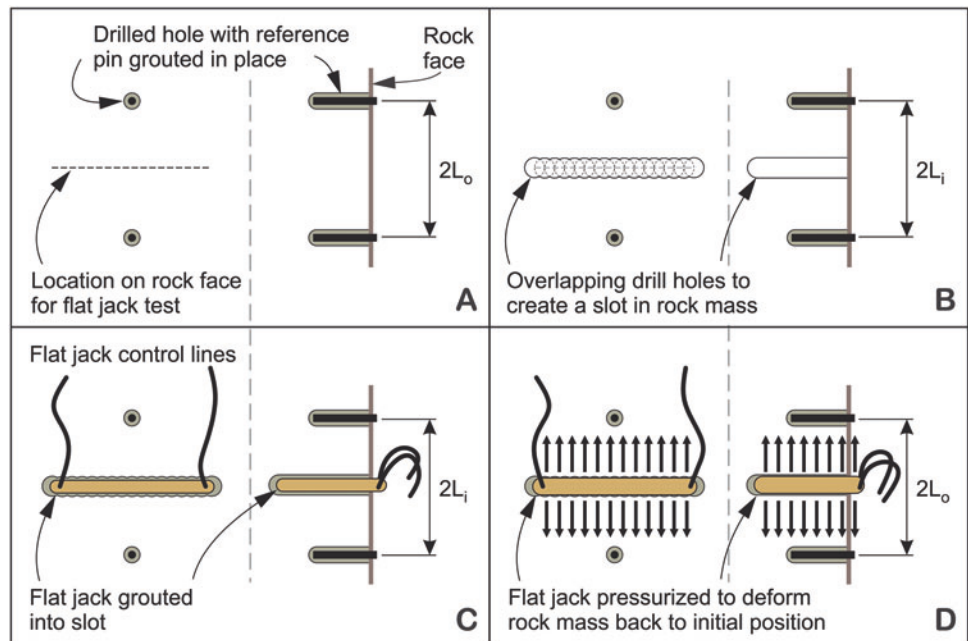 Drilled hole with reference
pin grouted in place
Rock
face
2Lₒ
Location on rock face
for flat jack test
A
2Lᵢ
Overlapping drill holes to
create a slot in rock mass
B
Flat jack control lines
2Lᵢ
Flat jack grouted
into slot
C
2Lₒ
Flat jack pressurized to deform
rock mass back to initial position
D